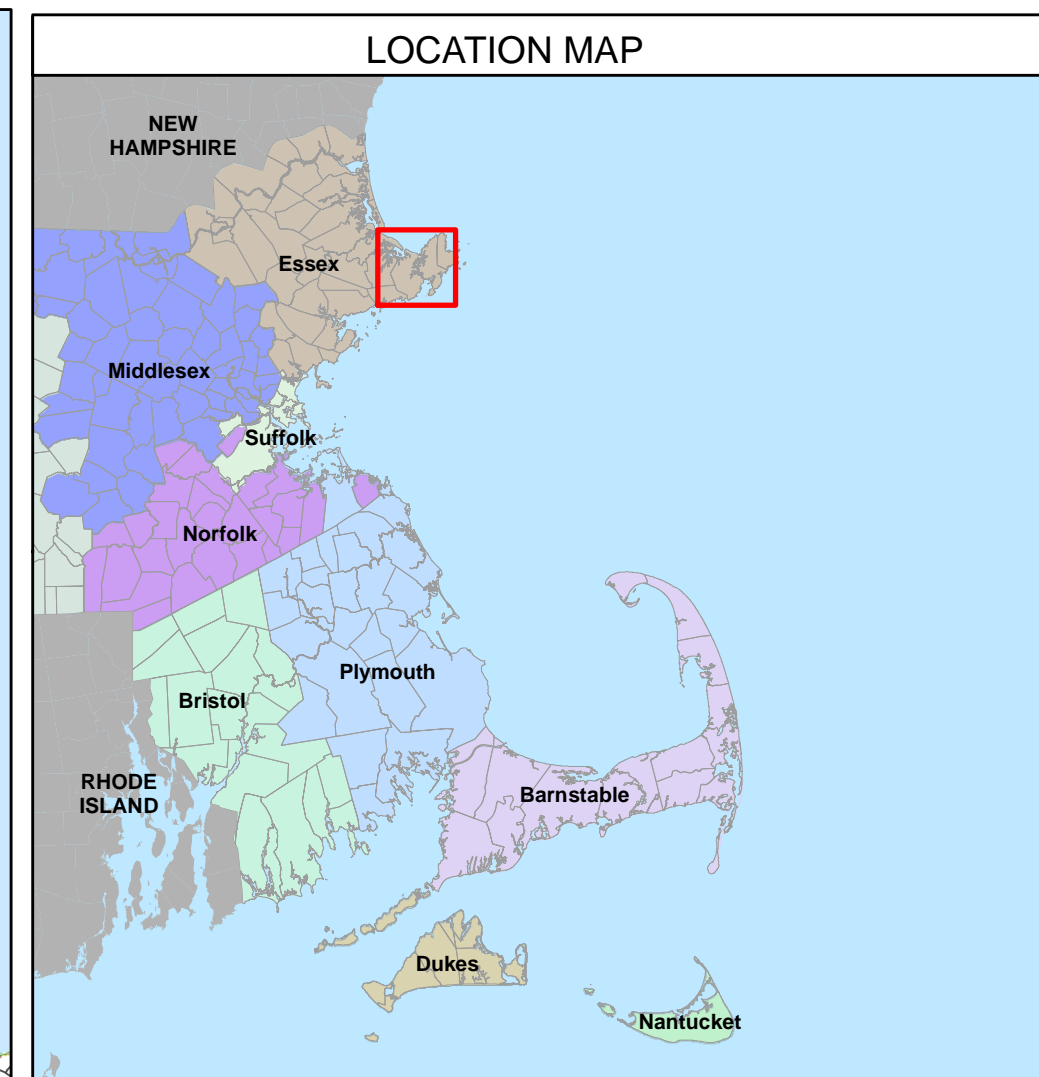 LOCATION MAP
NEW
HAMPSHIRE
Essex
Middlesex
Suffolk
Norfolk
Plymouth
Bristol
RHODE
ISLAND
Barnstable
Dukes
Nantucket